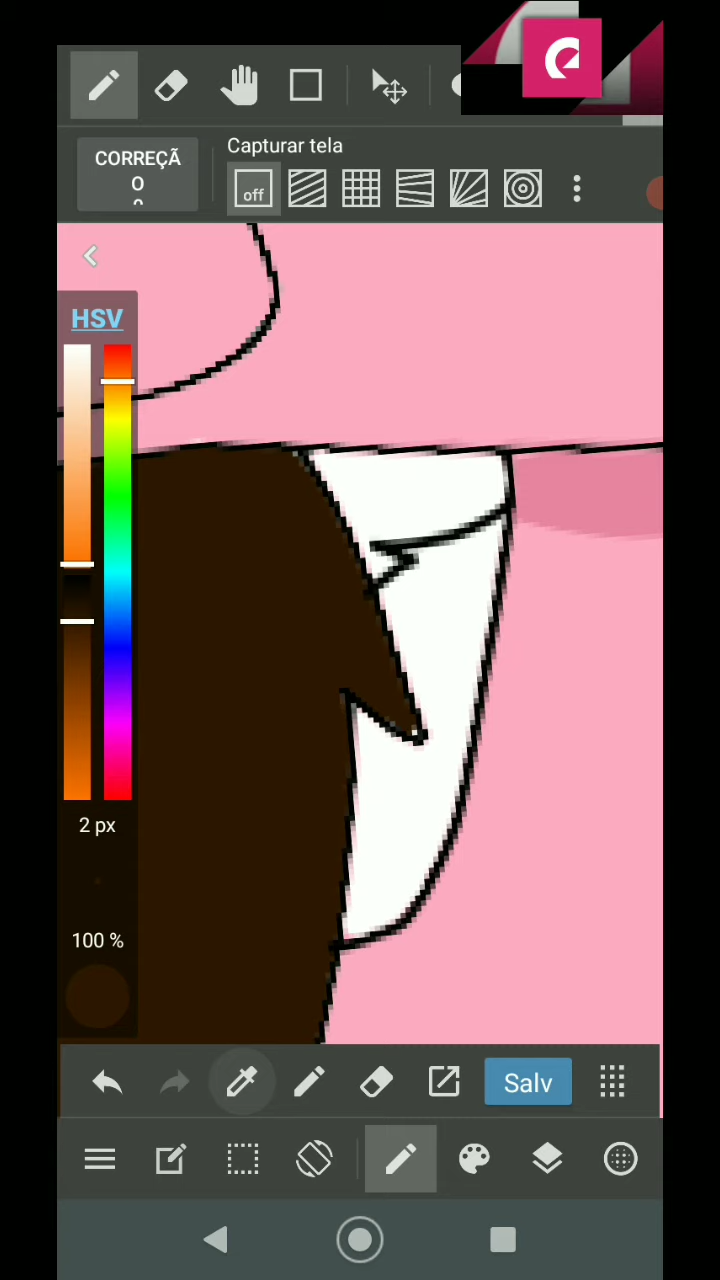 Capturar tela
CORREÇÃ
O
off
HSV
2 px
100 %
Salv